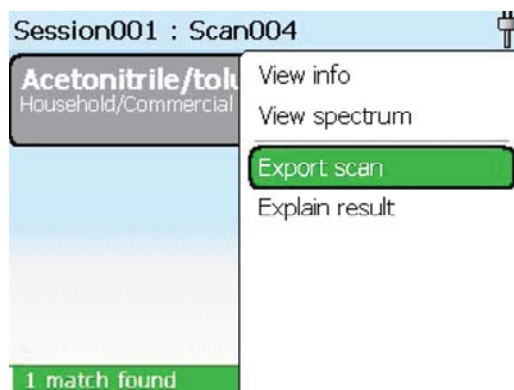 Session001 : Scan004
Acetonitrile/tolu
Household/Commercial
View info
View spectrum
Export scan
Explain result
1 match found